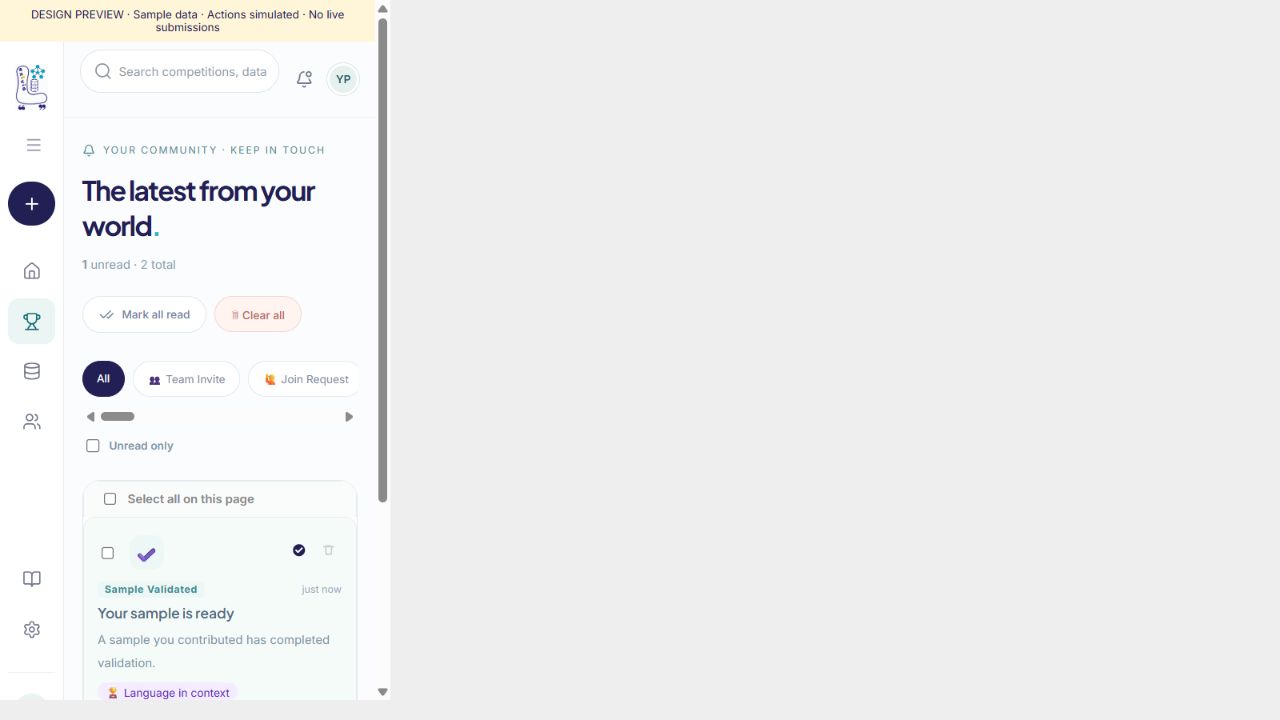 DESIGN PREVIEW · Sample data · Actions simulated · No live
submissions
Search competitions, data
YP
YOUR COMMUNITY · KEEP IN TOUCH
The latest from your
world.
1 unread · 2 total
Mark all read
Clear all
All
Team Invite
Join Request
Unread only
Select all on this page
Sample Validated
just now
Your sample is ready
A sample you contributed has completed
validation.
Language in context